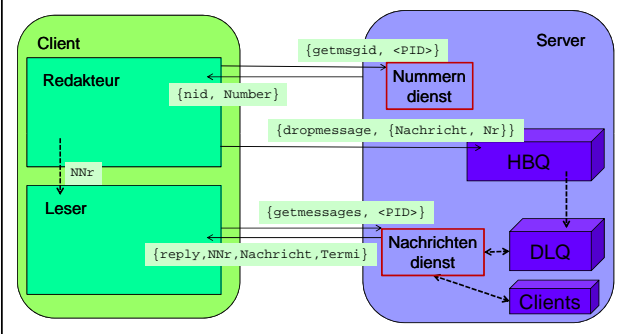 Client
Server
{getmsgid, <PID>}
Redakteur
Nummern
dienst
{nid, Number}
{dropmessage, {Nachricht, Nr}}
HBQ
NNr
Leser
{getmessages, <PID>}
Nachrichten
dienst
DLQ
{reply,NNr,Nachricht,Termi}
Clients